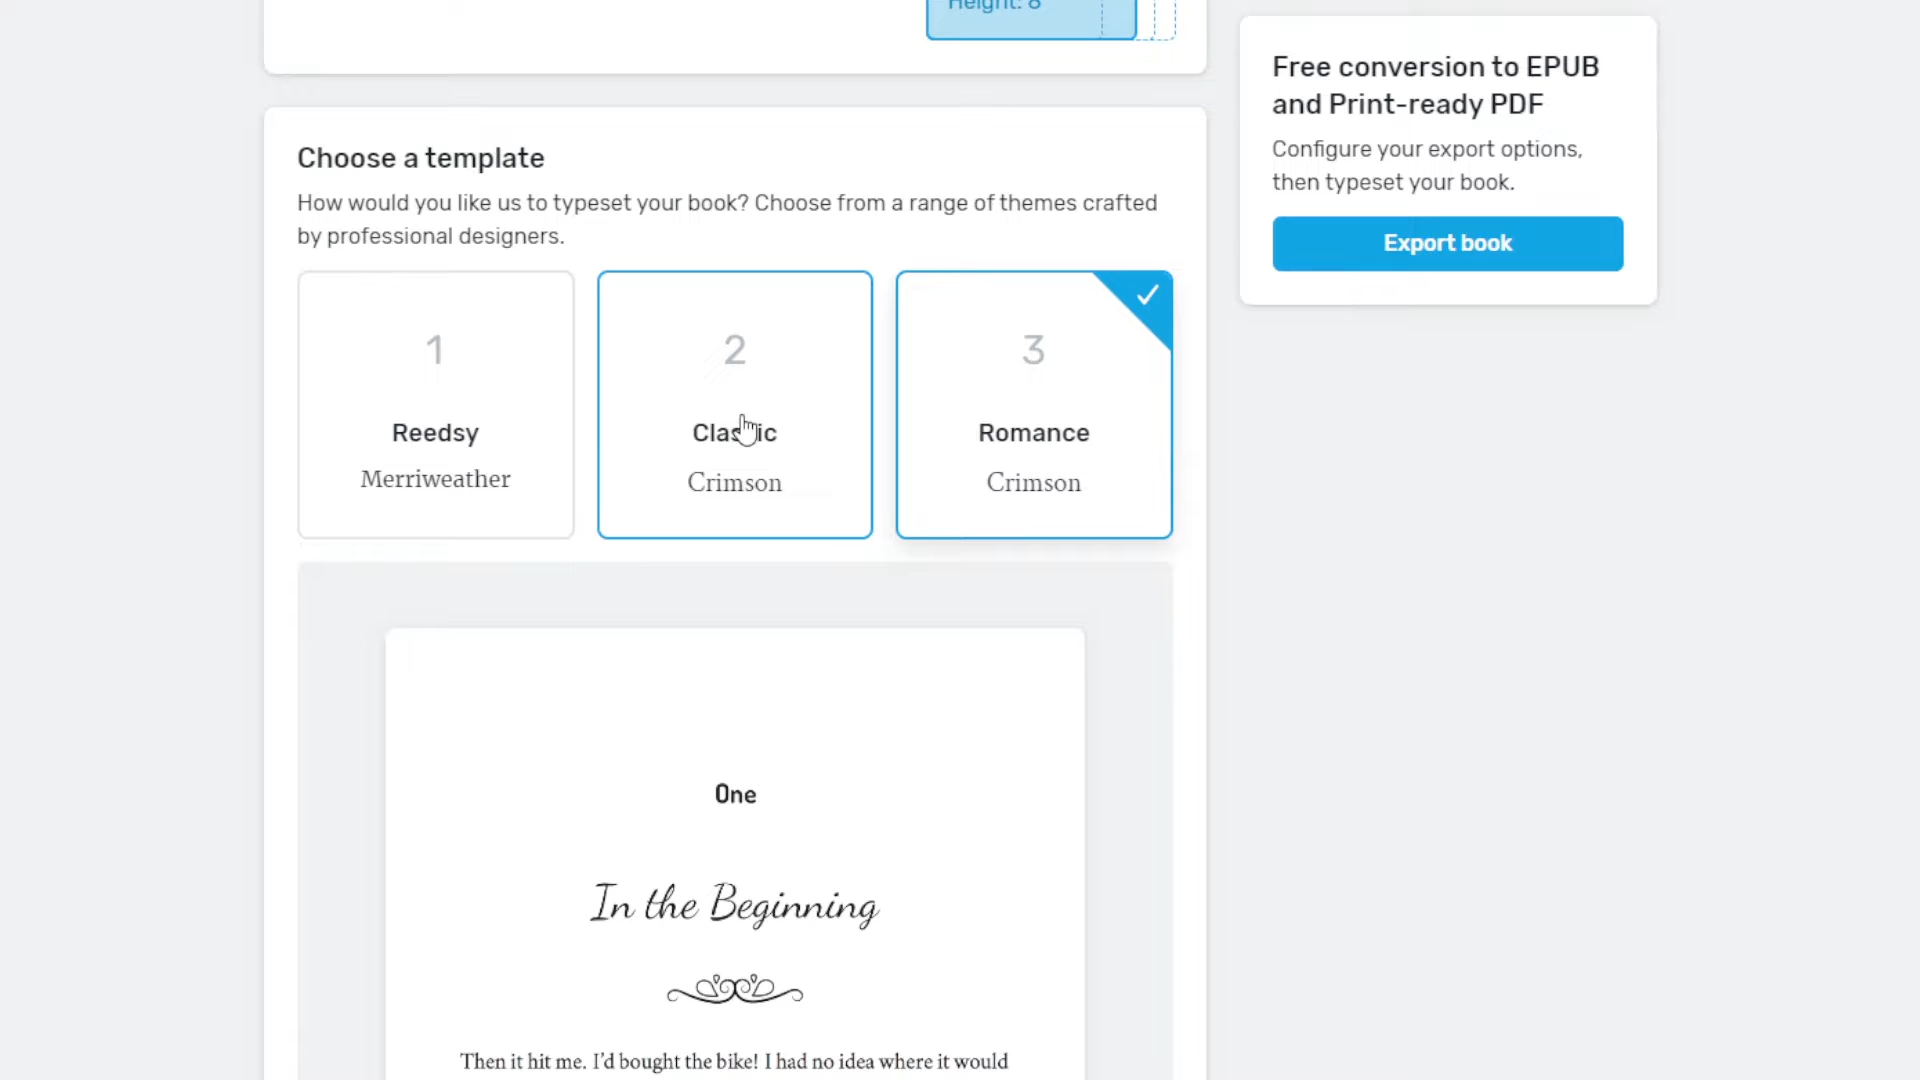 Height: 8
Free conversion to EPUB
and Print-ready PDF
Configure your export options,
then typeset your book.
Export book
Choose a template
How would you like us to typeset your book? Choose from a range of themes crafted
by professional designers.
1
Reedsy
Merriweather
2
Classic
Crimson
3
Romance
Crimson
One
In the Beginning
Then it hit me. I’d bought the bike! I had no idea where it would